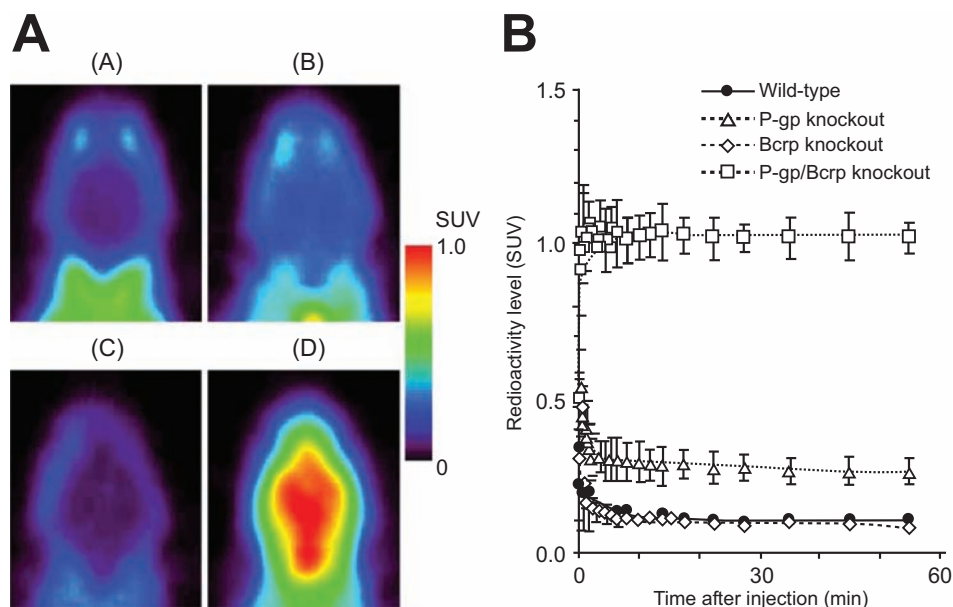 A
(A)
(B)
SUV
1.0
0
(C)
(D)
B
Wild-type
P-gp knockout
Bcrp knockout
P-gp/Bcrp knockout
Redioactivity level (SUV)
1.5
1.0
0.5
0.0
0
30
60
Time after injection (min)